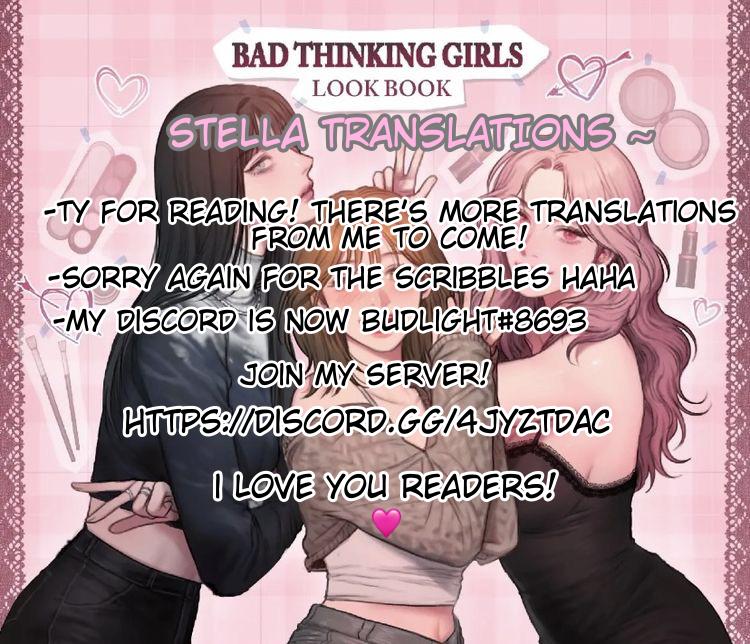 BAD THINKING GIRLS
LOOK BOOK
STELLA TRANSLATIONS ~
-TY FOR READING! THERE'S MORE TRANSLATIONS
FROM ME TO COME!
-SORRY AGAIN FOR THE SCRIBBLES HAHA
-MY DISCORD IS NOW BUDLIGHT#8693
JOIN MY SERVER!
HTTPS://DISCORD.GG/4JYZTDAC
I LOVE YOU READERS!
🩷